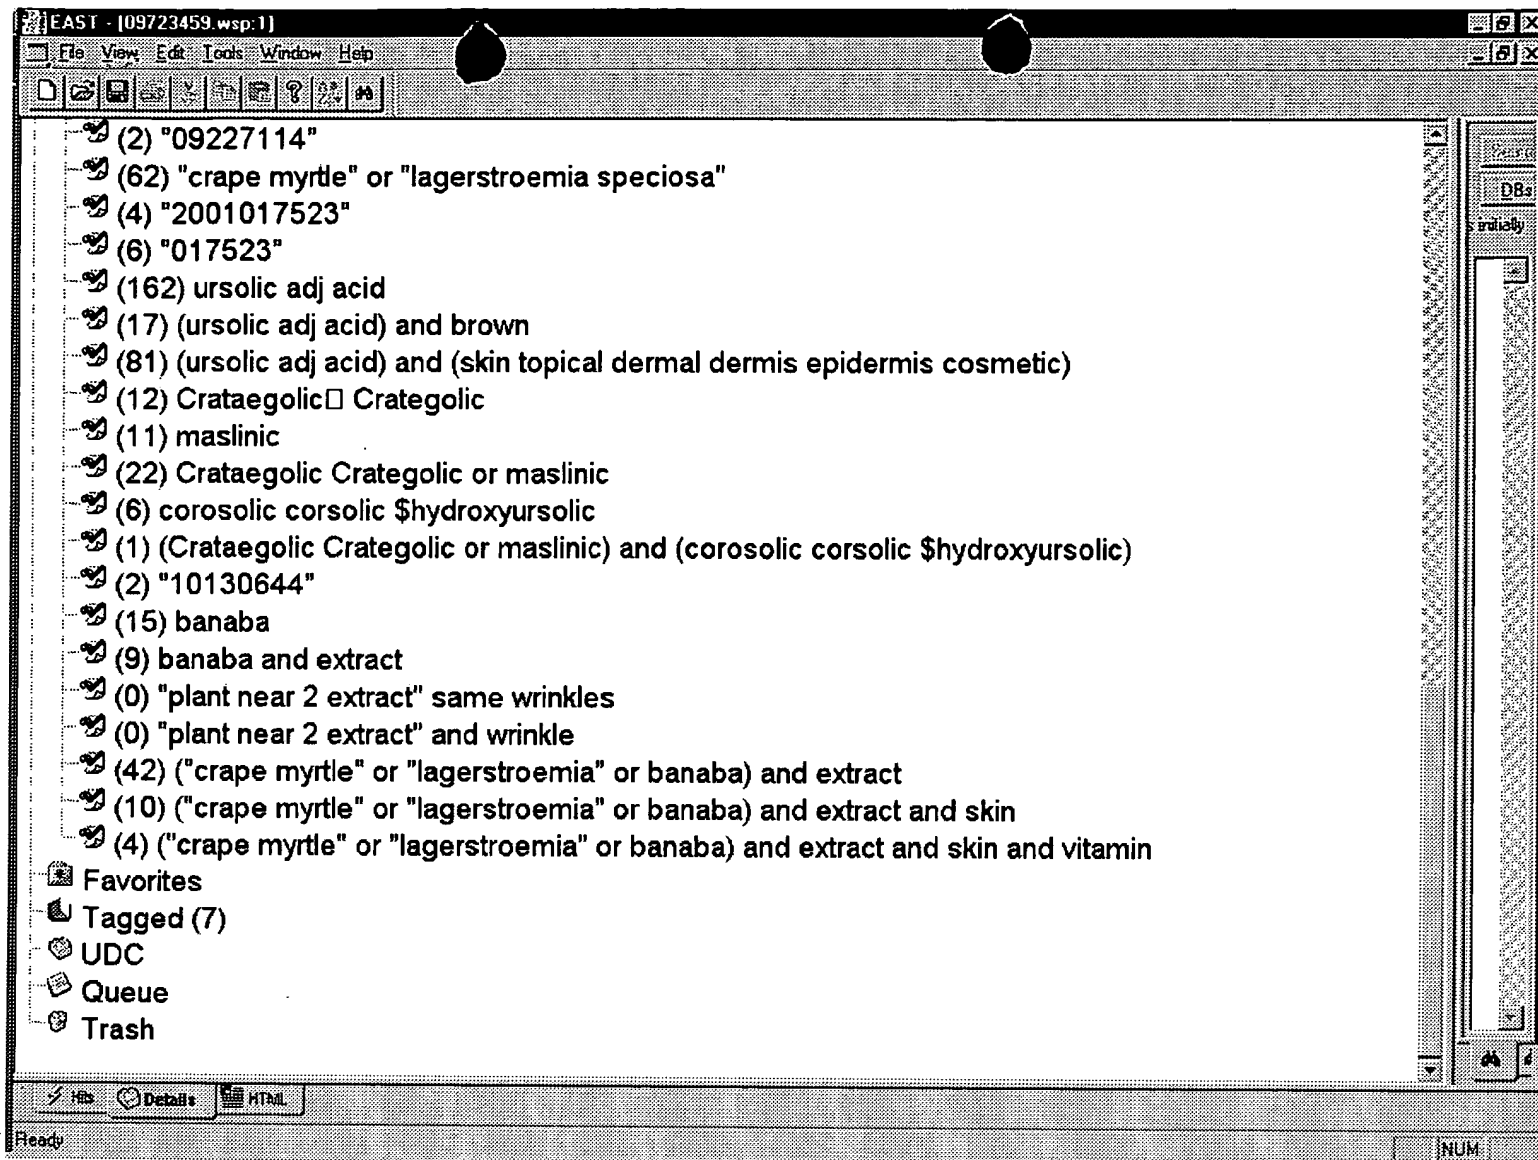 EAST - [09723459.wsp:1]
File View Edit Tools Window Help
(2) "09227114"
(62) "crape myrtle" or "lagerstroemia speciosa"
(4) "2001017523"
(6) "017523"
(162) ursolic adj acid
(17) (ursolic adj acid) and brown
(81) (ursolic adj acid) and (skin topical dermal dermis epidermis cosmetic)
(12) Crataegolic□ Crategolic
(11) maslinic
(22) Crataegolic Crategolic or maslinic
(6) corosolic corsolic $hydroxyursolic
(1) (Crataegolic Crategolic or maslinic) and (corosolic corsolic $hydroxyursolic)
(2) "10130644"
(15) banaba
(9) banaba and extract
(0) "plant near 2 extract" same wrinkles
(0) "plant near 2 extract" and wrinkle
(42) ("crape myrtle" or "lagerstroemia" or banaba) and extract
(10) ("crape myrtle" or "lagerstroemia" or banaba) and extract and skin
(4) ("crape myrtle" or "lagerstroemia" or banaba) and extract and skin and vitamin
Favorites
Tagged (7)
UDC
Queue
Trash
DBs
s initially
Hits Details HTML
Ready
NUM